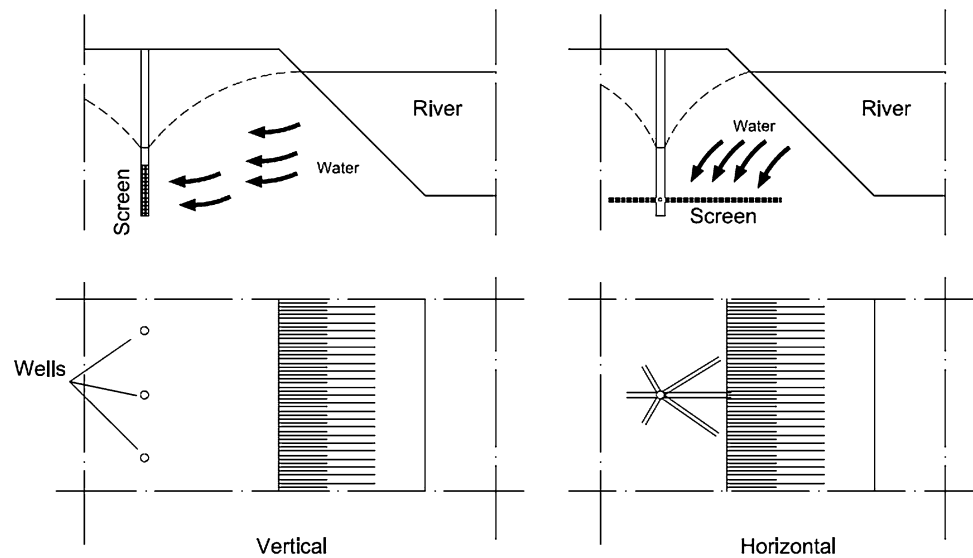 River
Water
Screen
River
Water
Screen
Wells
Vertical
Horizontal